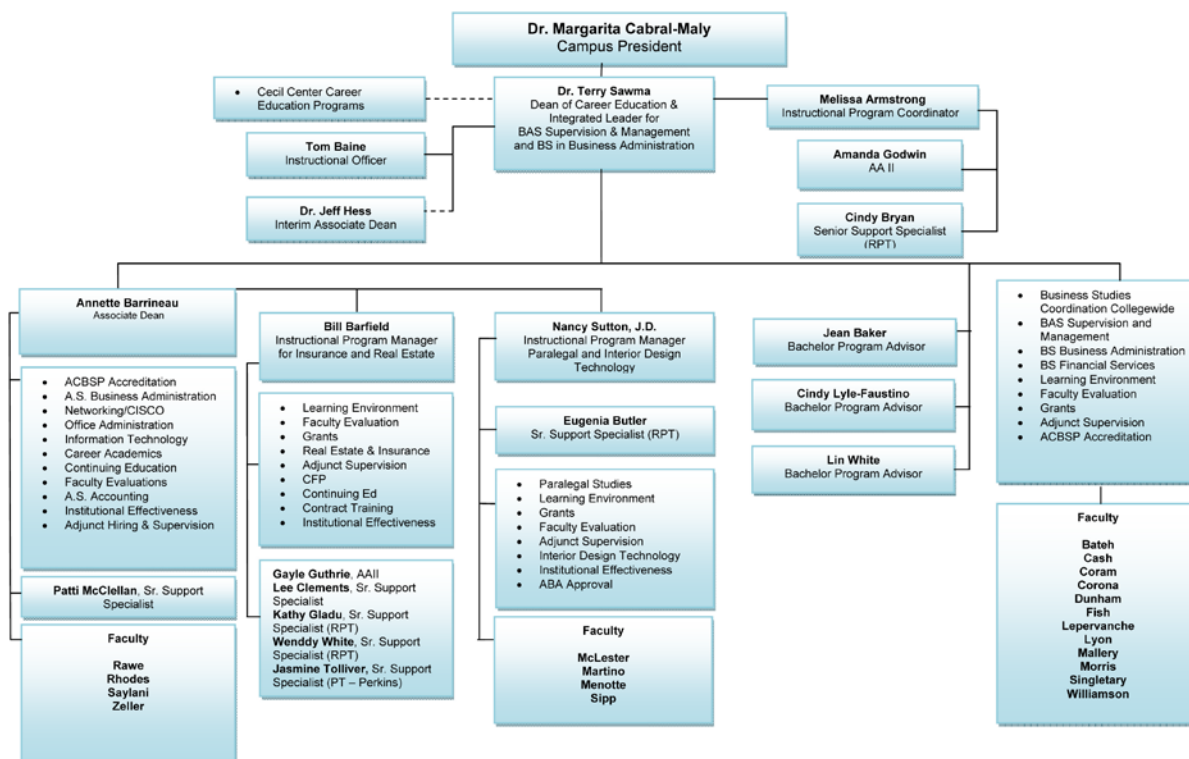 Dr. Margarita Cabral-Maly
Campus President
• Cecil Center Career
Education Programs
Dr. Terry Sawma
Dean of Career Education &
Integrated Leader for
BAS Supervision & Management
and BS in Business Administration
Melissa Armstrong
Instructional Program Coordinator
Tom Baine
Instructional Officer
Amanda Godwin
AA II
Dr. Jeff Hess
Interim Associate Dean
Cindy Bryan
Senior Support Specialist
(RPT)
Annette Barrineau
Associate Dean
• ACBSP Accreditation
• A.S. Business Administration
• Networking/CISCO
• Office Administration
• Information Technology
• Career Academics
• Continuing Education
• Faculty Evaluations
• A.S. Accounting
• Institutional Effectiveness
• Adjunct Hiring & Supervision
Patti McClellan, Sr. Support
Specialist
Faculty
Rawe
Rhodes
Saylani
Zeller
Bill Barfield
Instructional Program Manager
for Insurance and Real Estate
• Learning Environment
• Faculty Evaluation
• Grants
• Real Estate & Insurance
• Adjunct Supervision
• CFP
• Continuing Ed
• Contract Training
• Institutional Effectiveness
Gayle Guthrie, AAII
Lee Clements, Sr. Support
Specialist
Kathy Gladu, Sr. Support
Specialist (RPT)
Wenddy White, Sr. Support
Specialist (RPT)
Jasmine Tolliver, Sr. Support
Specialist (PT – Perkins)
Nancy Sutton, J.D.
Instructional Program Manager
Paralegal and Interior Design
Technology
Eugenia Butler
Sr. Support Specialist (RPT)
• Paralegal Studies
• Learning Environment
• Grants
• Faculty Evaluation
• Adjunct Supervision
• Interior Design Technology
• Institutional Effectiveness
• ABA Approval
Faculty
McLester
Martino
Menotte
Sipp
Jean Baker
Bachelor Program Advisor
Cindy Lyle-Faustino
Bachelor Program Advisor
Lin White
Bachelor Program Advisor
• Business Studies
Coordination Collegewide
• BAS Supervision and
Management
• BS Business Administration
• BS Financial Services
• Learning Environment
• Faculty Evaluation
• Grants
• Adjunct Supervision
• ACBSP Accreditation
Faculty
Bateh
Cash
Coram
Corona
Dunham
Fish
Lepervanche
Lyon
Mallery
Morris
Singletary
Williamson